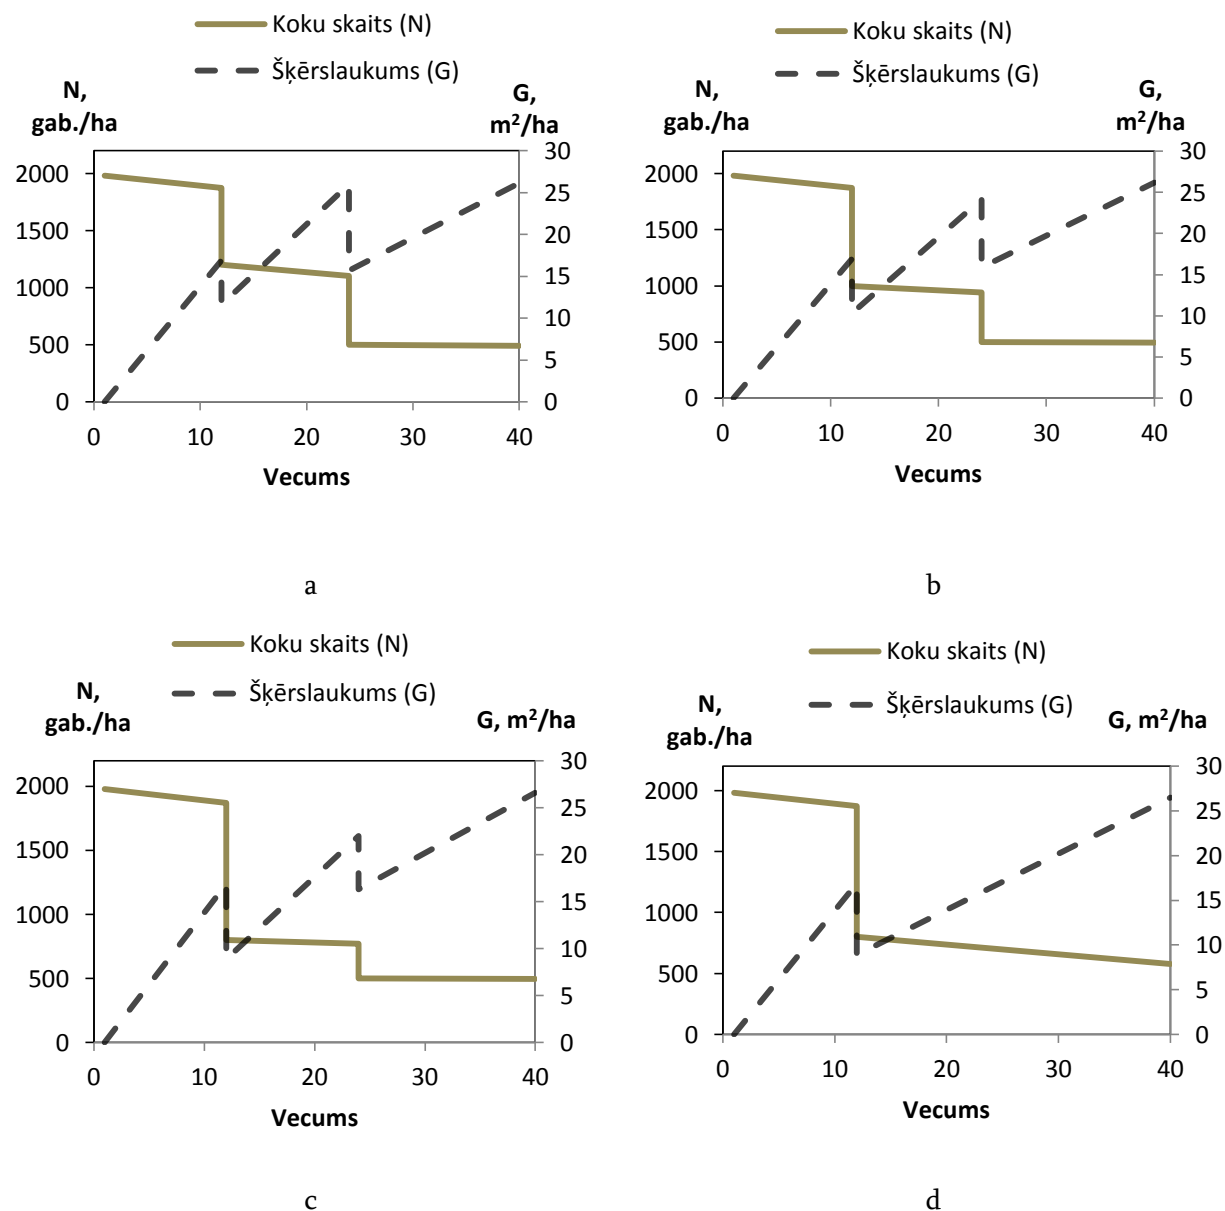 Koku skaits (N)
Šķērslaukums (G)
N,
gab./ha
G,
m²/ha
2000
1500
1000
500
0
30
25
20
15
10
5
0
0 10 20 30 40
Vecums
a
Koku skaits (N)
Šķērslaukums (G)
N,
gab./ha
G,
m²/ha
2000
1500
1000
500
0
30
25
20
15
10
5
0
0 10 20 30 40
Vecums
b
Koku skaits (N)
Šķērslaukums (G)
N,
gab./ha
G, m²/ha
2000
1500
1000
500
0
30
25
20
15
10
5
0
0 10 20 30 40
Vecums
c
Koku skaits (N)
Šķērslaukums (G)
N,
gab./ha
G, m²/ha
2000
1500
1000
500
0
30
25
20
15
10
5
0
0 10 20 30 40
Vecums
d